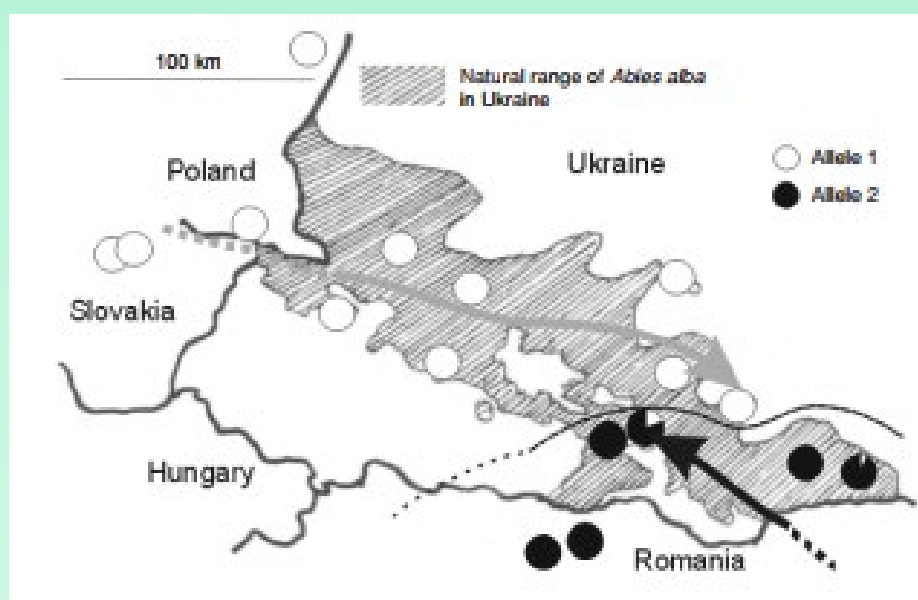 100 km
Natural range of Abies alba
in Ukraine
Poland
Ukraine
Allele 1
Allele 2
Slovakia
Hungary
Romania